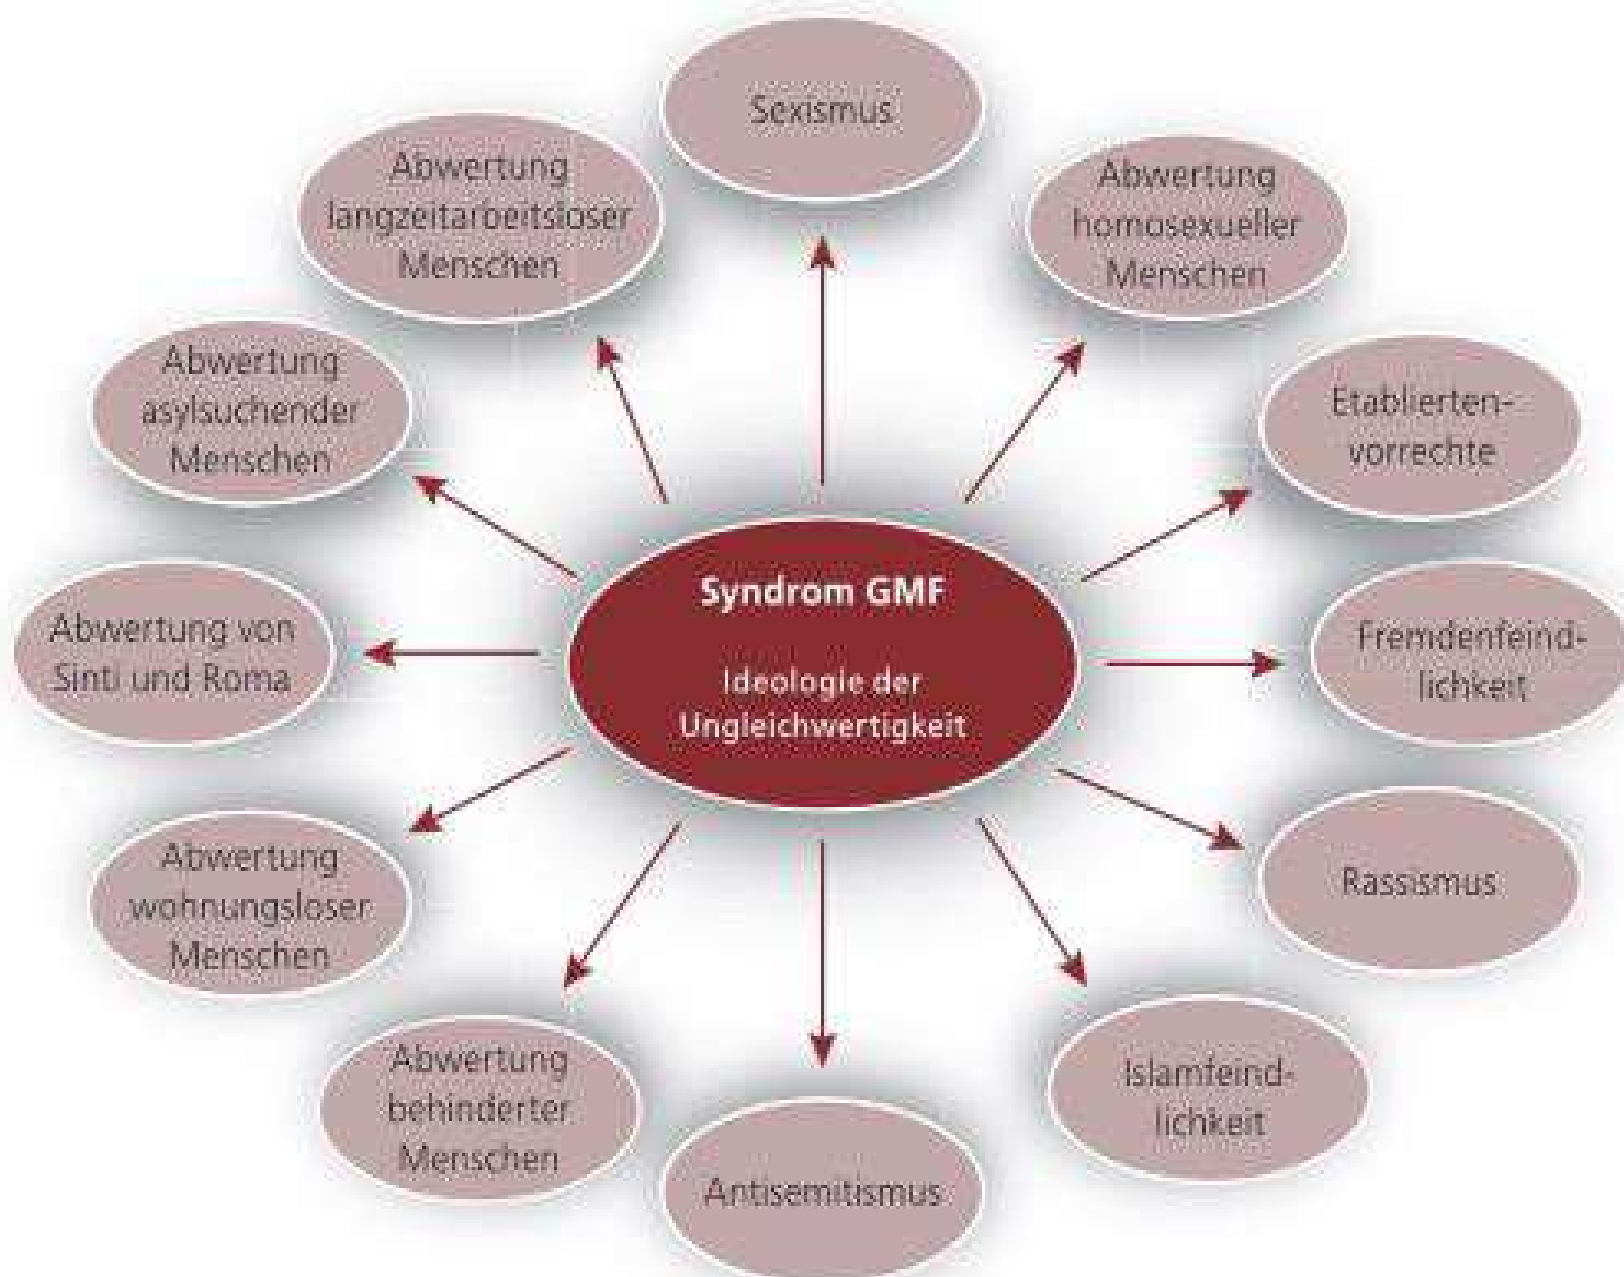 Sexismus
Abwertung
homosexueller
Menschen
Etablierten-
vorrechte
Fremdenfeind-
lichkeit
Rassismus
Islamfeind-
lichkeit
Antisemitismus
Abwertung
behinderter
Menschen
Abwertung
wohnungsloser
Menschen
Abwertung von
Sinti und Roma
Abwertung
asylsuchender
Menschen
Abwertung
langzeitarbeitsloser
Menschen
Syndrom GMF
Ideologie der
Ungleichwertigkeit